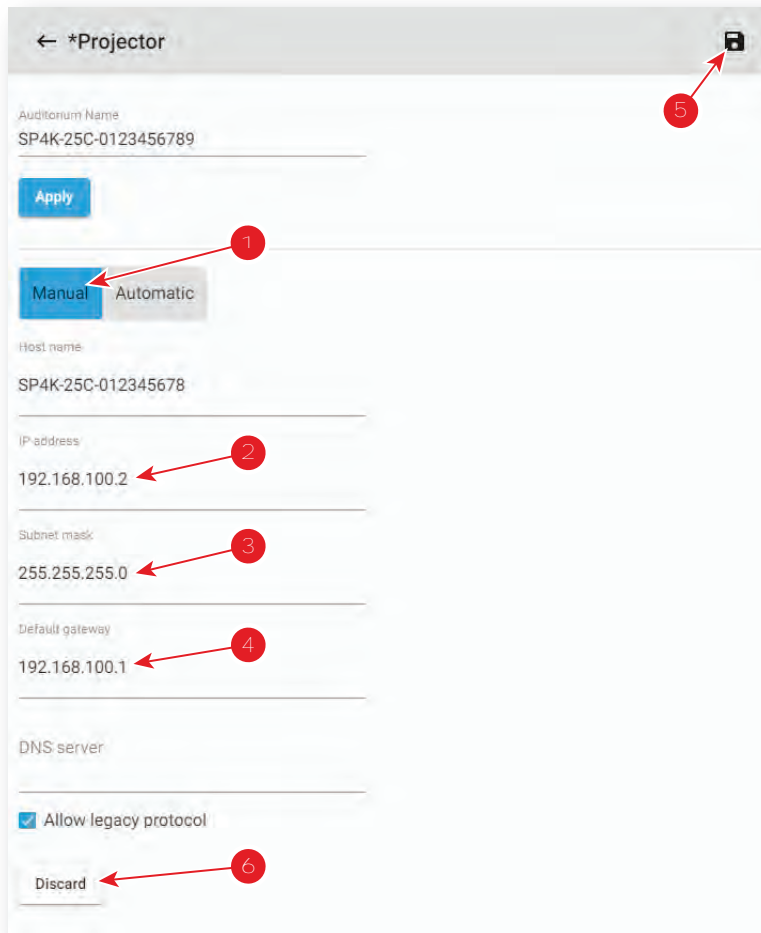 ← *Projector
5
Auditorium Name
SP4K-25C-0123456789
Apply
1
Manual Automatic
Host name
SP4K-25C-012345678
IP address
2
192.168.100.2
Subnet mask
3
255.255.255.0
Default gateway
4
192.168.100.1
DNS server
Allow legacy protocol
6
Discard